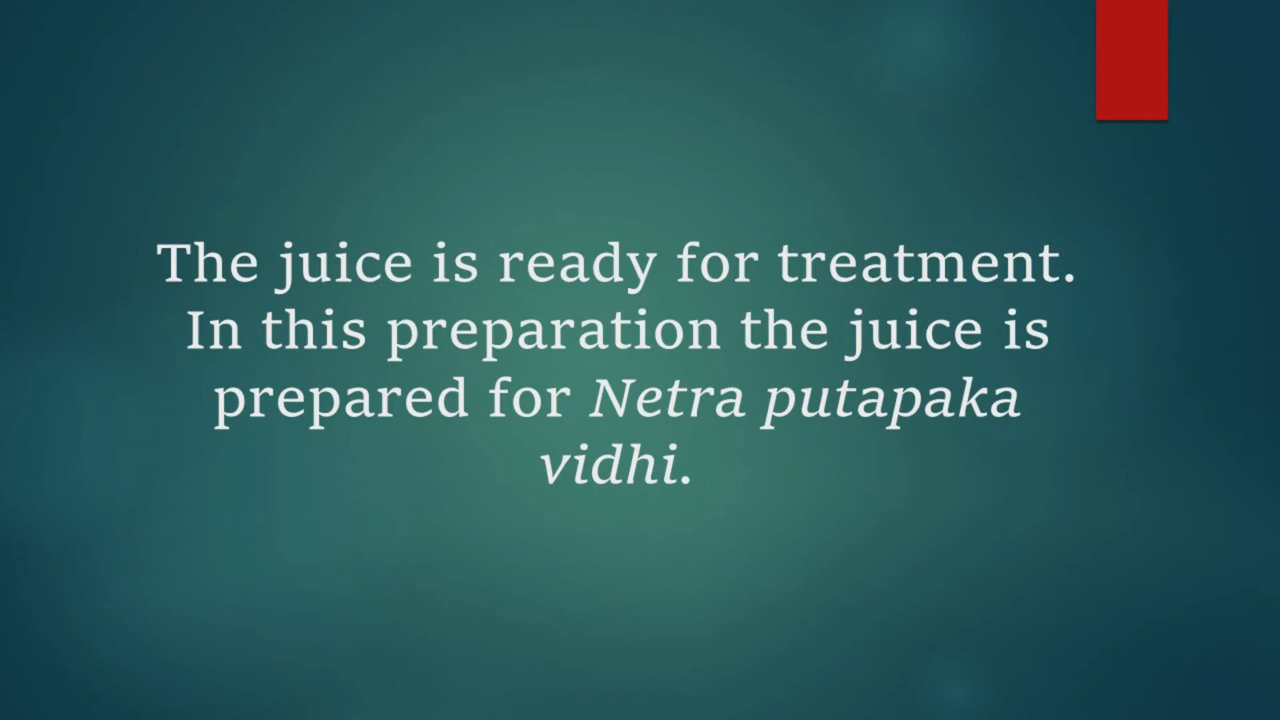 The juice is ready for treatment.
In this preparation the juice is
prepared for Netra putapaka
vidhi.